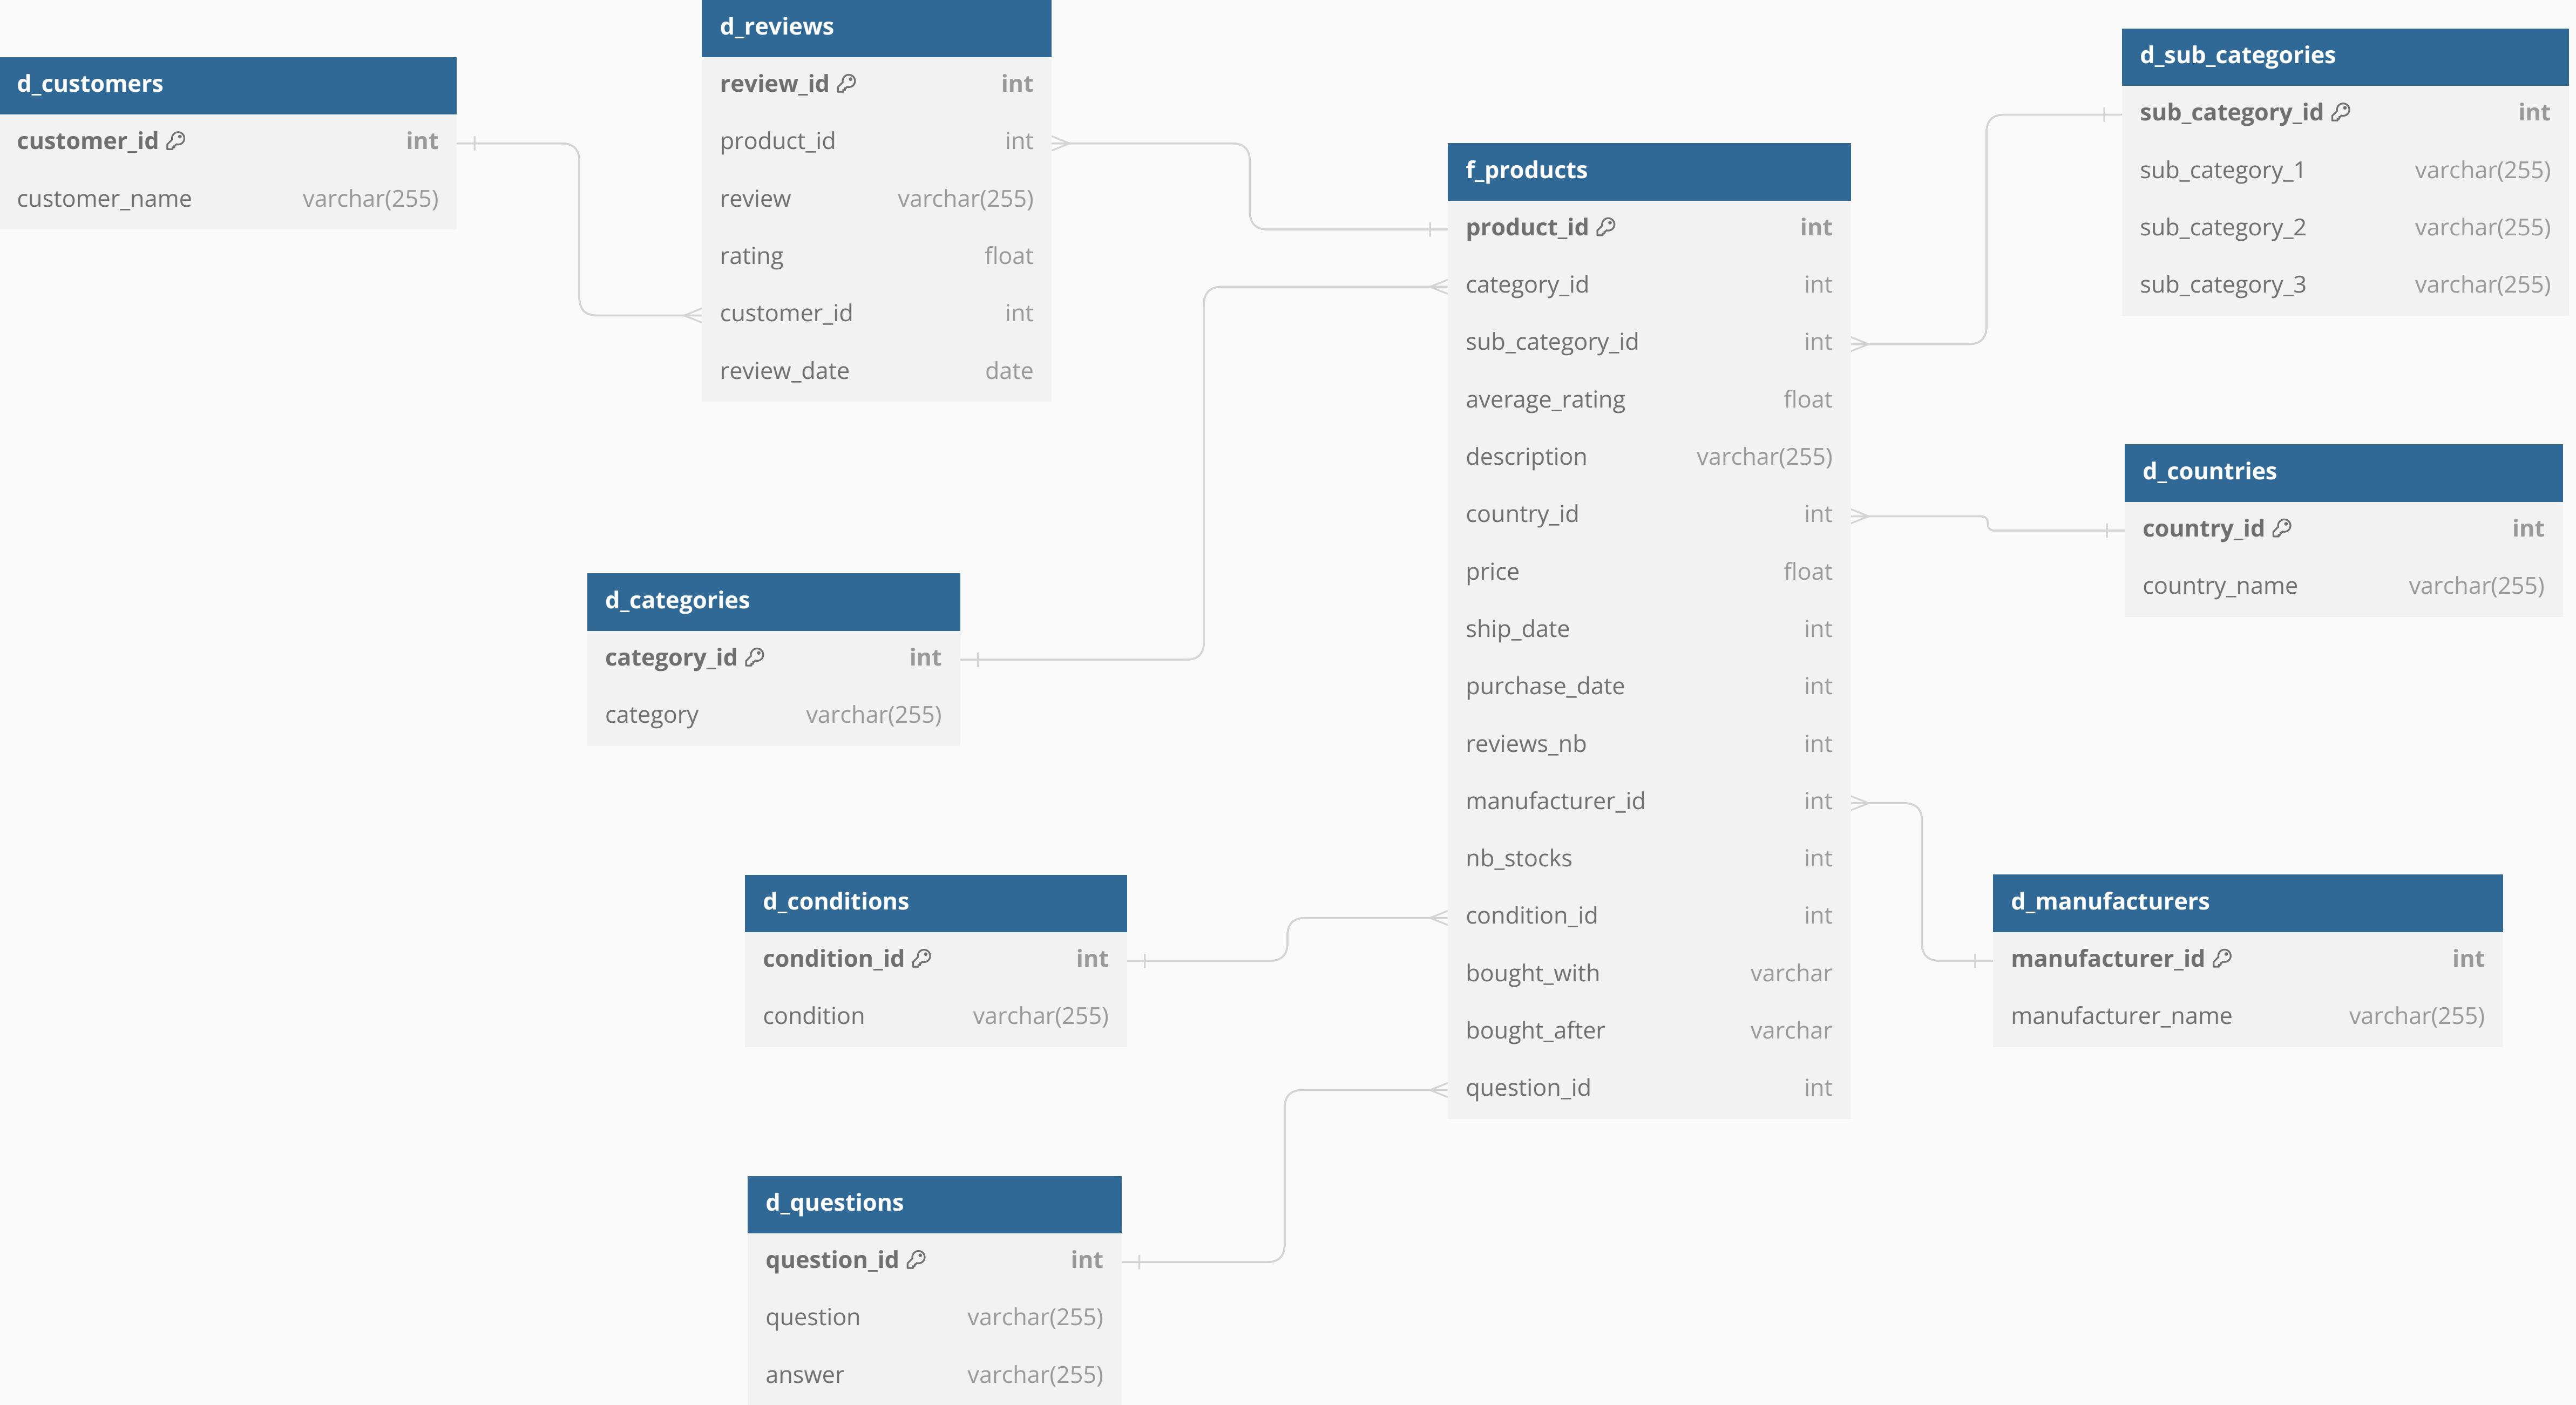 d_customers
customer_id int
customer_name varchar(255)
d_reviews
review_id int
product_id int
review varchar(255)
rating float
customer_id int
review_date date
d_categories
category_id int
category varchar(255)
d_conditions
condition_id int
condition varchar(255)
d_questions
question_id int
question varchar(255)
answer varchar(255)
f_products
product_id int
category_id int
sub_category_id int
average_rating float
description varchar(255)
country_id int
price float
ship_date int
purchase_date int
reviews_nb int
manufacturer_id int
nb_stocks int
condition_id int
bought_with varchar
bought_after varchar
question_id int
d_sub_categories
sub_category_id int
sub_category_1 varchar(255)
sub_category_2 varchar(255)
sub_category_3 varchar(255)
d_countries
country_id int
country_name varchar(255)
d_manufacturers
manufacturer_id int
manufacturer_name varchar(255)